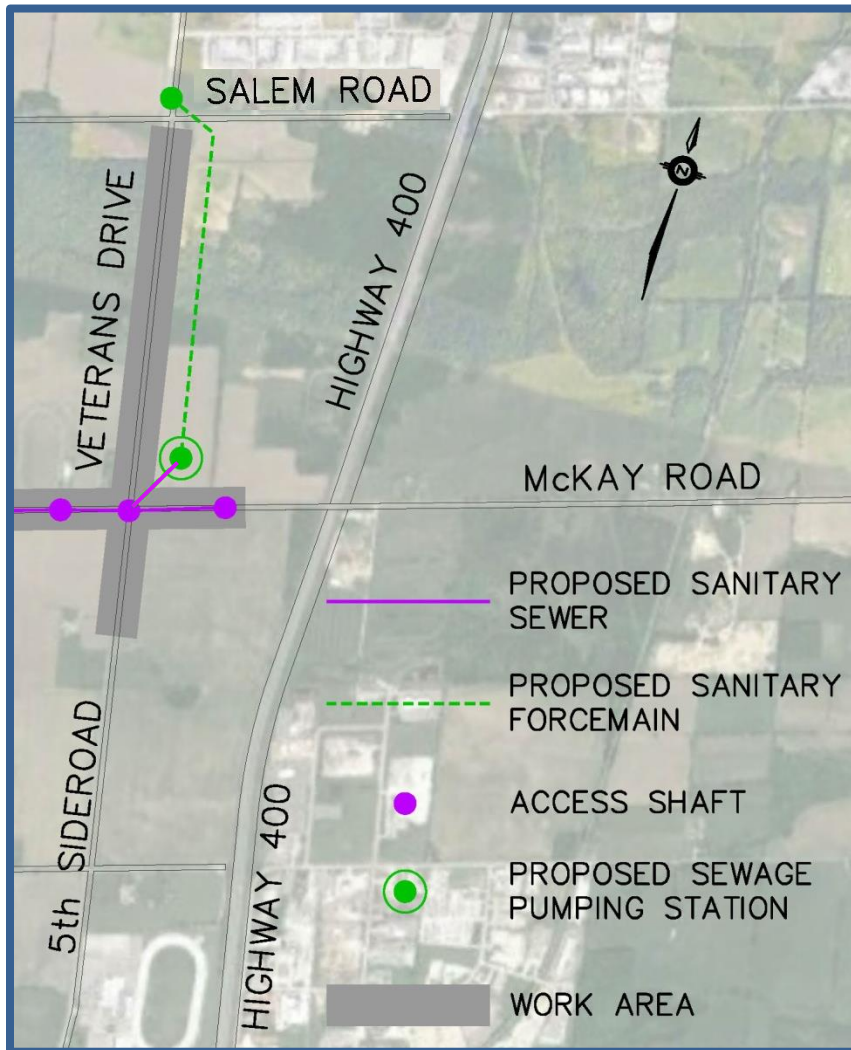 SALEM ROAD
VETERANS DRIVE
HIGHWAY 400
N
McKAY ROAD
PROPOSED SANITARY
SEWER
PROPOSED SANITARY
FORCEMAIN
5th SIDEROAD
HIGHWAY 400
ACCESS SHAFT
PROPOSED SEWAGE
PUMPING STATION
WORK AREA